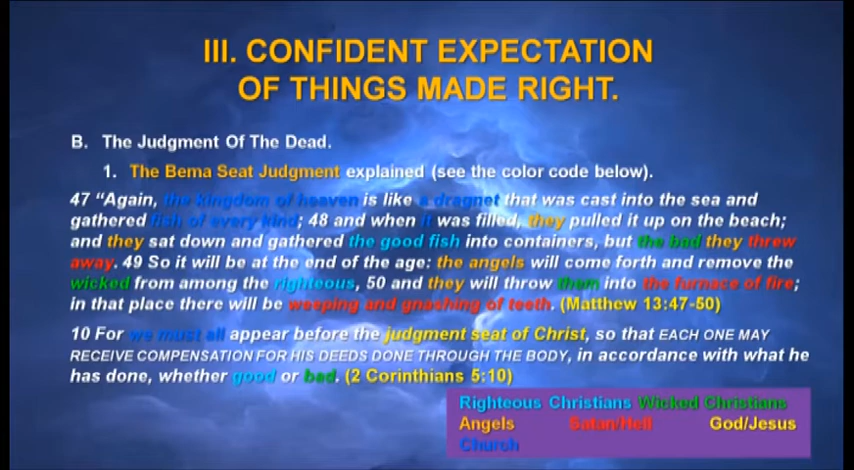 III. CONFIDENT EXPECTATION
OF THINGS MADE RIGHT.
B. The Judgment Of The Dead.
1. The Bema Seat Judgment explained (see the color code below).
47 “Again, the kingdom of heaven is like a dragnet that was cast into the sea and
gathered fish of every kind; 48 and when it was filled, they pulled it up on the beach;
and they sat down and gathered the good fish into containers, but the bad they threw
away. 49 So it will be at the end of the age: the angels will come forth and remove the
wicked from among the righteous, 50 and they will throw them into the furnace of fire;
in that place there will be weeping and gnashing of teeth. (Matthew 13:47-50)
10 For we must all appear before the judgment seat of Christ, so that EACH ONE MAY
RECEIVE COMPENSATION FOR HIS DEEDS DONE THROUGH THE BODY, in accordance with what he
has done, whether good or bad. (2 Corinthians 5:10)
Righteous Christians Wicked Christians
Angels Satan/Hell God/Jesus
Church